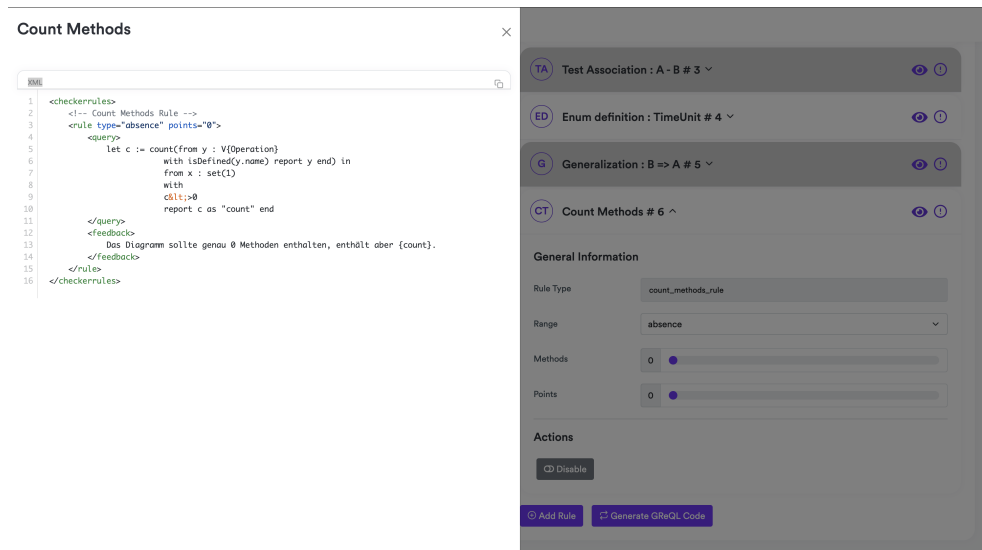 Count Methods
XML
1 <checkerrules>
2 <!-- Count Methods Rule -->
3 <rule type="absence" points="0">
4 <query>
5 let c := count(from y : V{Operation}
6 with isDefined(y.name) report y end) in
7 from x : set(1)
8 with
9 c&lt;>0
10 report c as "count" end
11 </query>
12 <feedback>
13 Das Diagramm sollte genau 0 Methoden enthalten, enthält aber {count}.
14 </feedback>
15 </rule>
16 </checkerrules>
TA Test Association : A - B # 3
ED Enum definition : TimeUnit # 4
G Generalization : B => A # 5
CT Count Methods # 6
General Information
Rule Type count_methods_rule
Range absence
Methods 0
Points 0
Actions
Disable
Add Rule Generate GReQL Code